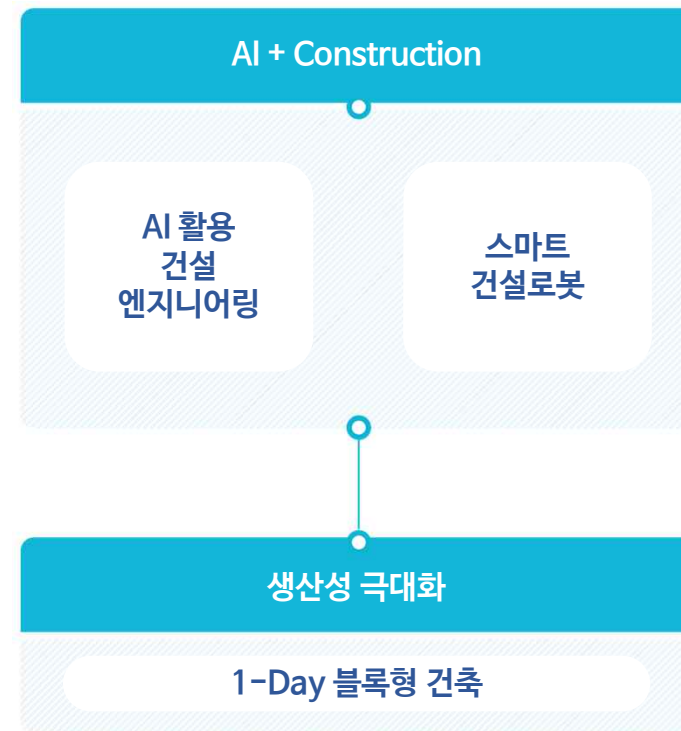 AI + Construction
AI 활용
건설
엔지니어링
스마트
건설로봇
생산성 극대화
1-Day 블록형 건축